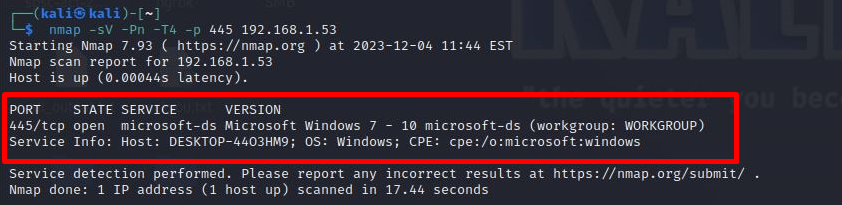 ┌──(kali㉿kali)-[~]
└─$ nmap -sV -Pn -T4 -p 445 192.168.1.53
Starting Nmap 7.93 ( https://nmap.org ) at 2023-12-04 11:44 EST
Nmap scan report for 192.168.1.53
Host is up (0.00044s latency).
PORT    STATE SERVICE      VERSION
445/tcp open  microsoft-ds Microsoft Windows 7 - 10 microsoft-ds (workgroup: WORKGROUP)
Service Info: Host: DESKTOP-44O3HM9; OS: Windows; CPE: cpe:/o:microsoft:windows
Service detection performed. Please report any incorrect results at https://nmap.org/submit/ .
Nmap done: 1 IP address (1 host up) scanned in 17.44 seconds
"the quieter you bec